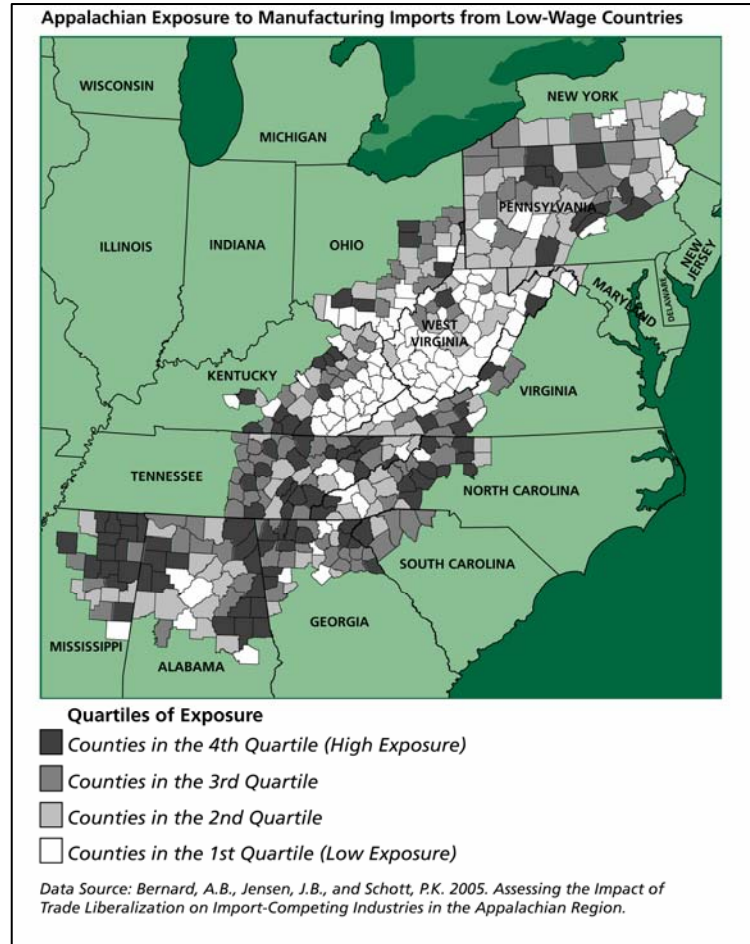 Appalachian Exposure to Manufacturing Imports from Low-Wage Countries
WISCONSIN
NEW YORK
MICHIGAN
PENNSYLVANIA
ILLINOIS
INDIANA
OHIO
NEW
JERSEY
MARYLAND
DELAWARE
WEST
VIRGINIA
KENTUCKY
VIRGINIA
TENNESSEE
NORTH CAROLINA
SOUTH CAROLINA
GEORGIA
MISSISSIPPI
ALABAMA
Quartiles of Exposure
Counties in the 4th Quartile (High Exposure)
Counties in the 3rd Quartile
Counties in the 2nd Quartile
Counties in the 1st Quartile (Low Exposure)
Data Source: Bernard, A.B., Jensen, J.B., and Schott, P.K. 2005. Assessing the Impact of
Trade Liberalization on Import-Competing Industries in the Appalachian Region.